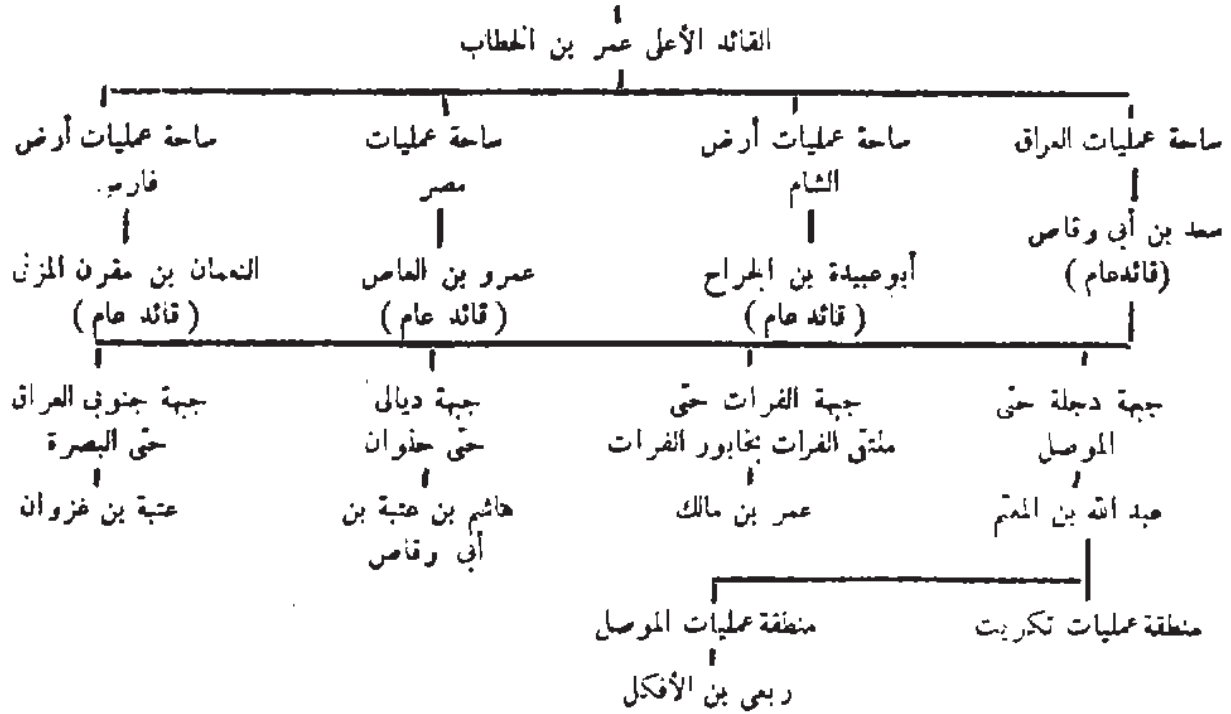 القائد الأعلى عمر بن الخطاب
ساحة عمليات العراق
سعد بن أبي وقاص
(قائدعام)
ساحة عمليات أرض
الشام
أبوعبيدة بن الجراح
(قائد عام)
ساحة عمليات
مصر
عمرو بن العاص
(قائد عام)
ساحة عمليات أرض
فارس
النعمان بن مقرن المزني
(قائد عام)
جبهة دجلة حتى
الموصل
عبد الله بن المعتم
جبهة الفرات حتى
ملتقى الفرات بخابور الفرات
عمر بن مالك
جبهة ديالى
حتى حلوان
هاشم بن عتبة بن
أبي وقاص
جبهة جنوبي العراق
حتى البصرة
عتبة بن غزوان
منطقة عمليات تكريت
منطقة عمليات الموصل
ربعي بن الأفكل